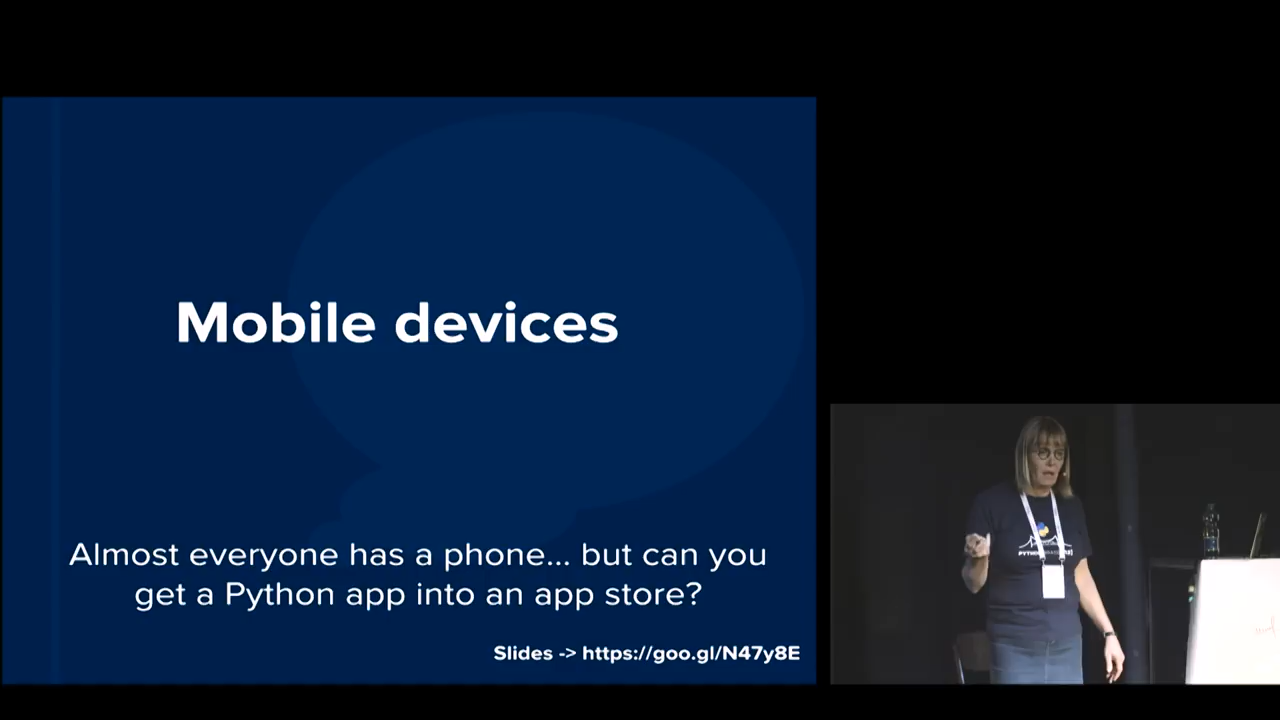 Mobile devices
Almost everyone has a phone... but can you
get a Python app into an app store?
Slides -> https://goo.gl/N47y8E